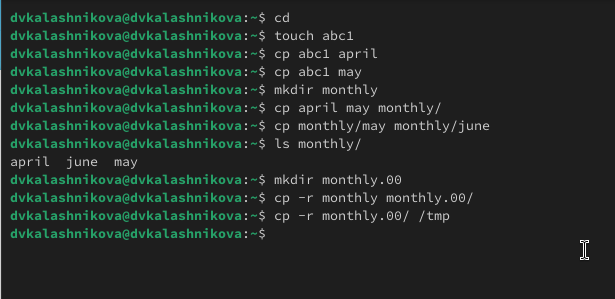 dvkalashnikova@dvkalashnikova:~$ cd
dvkalashnikova@dvkalashnikova:~$ touch abc1
dvkalashnikova@dvkalashnikova:~$ cp abc1 april
dvkalashnikova@dvkalashnikova:~$ cp abc1 may
dvkalashnikova@dvkalashnikova:~$ mkdir monthly
dvkalashnikova@dvkalashnikova:~$ cp april may monthly/
dvkalashnikova@dvkalashnikova:~$ cp monthly/may monthly/june
dvkalashnikova@dvkalashnikova:~$ ls monthly/
april  june  may
dvkalashnikova@dvkalashnikova:~$ mkdir monthly.00
dvkalashnikova@dvkalashnikova:~$ cp -r monthly monthly.00/
dvkalashnikova@dvkalashnikova:~$ cp -r monthly.00/ /tmp
dvkalashnikova@dvkalashnikova:~$